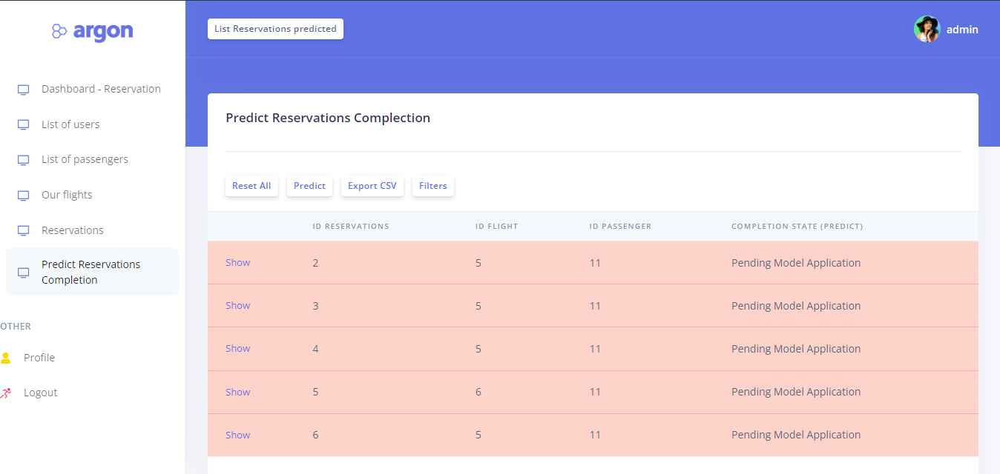 argon
List Reservations predicted
admin
Dashboard - Reservation
List of users
List of passengers
Our flights
Reservations
Predict Reservations
Completion
OTHER
Profile
Logout
Predict Reservations Complection
Reset All Predict Export CSV Filters
ID RESERVATIONS ID FLIGHT ID PASSENGER COMPLETION STATE (PREDICT)
Show 2 5 11 Pending Model Application
Show 3 5 11 Pending Model Application
Show 4 5 11 Pending Model Application
Show 5 6 11 Pending Model Application
Show 6 5 11 Pending Model Application